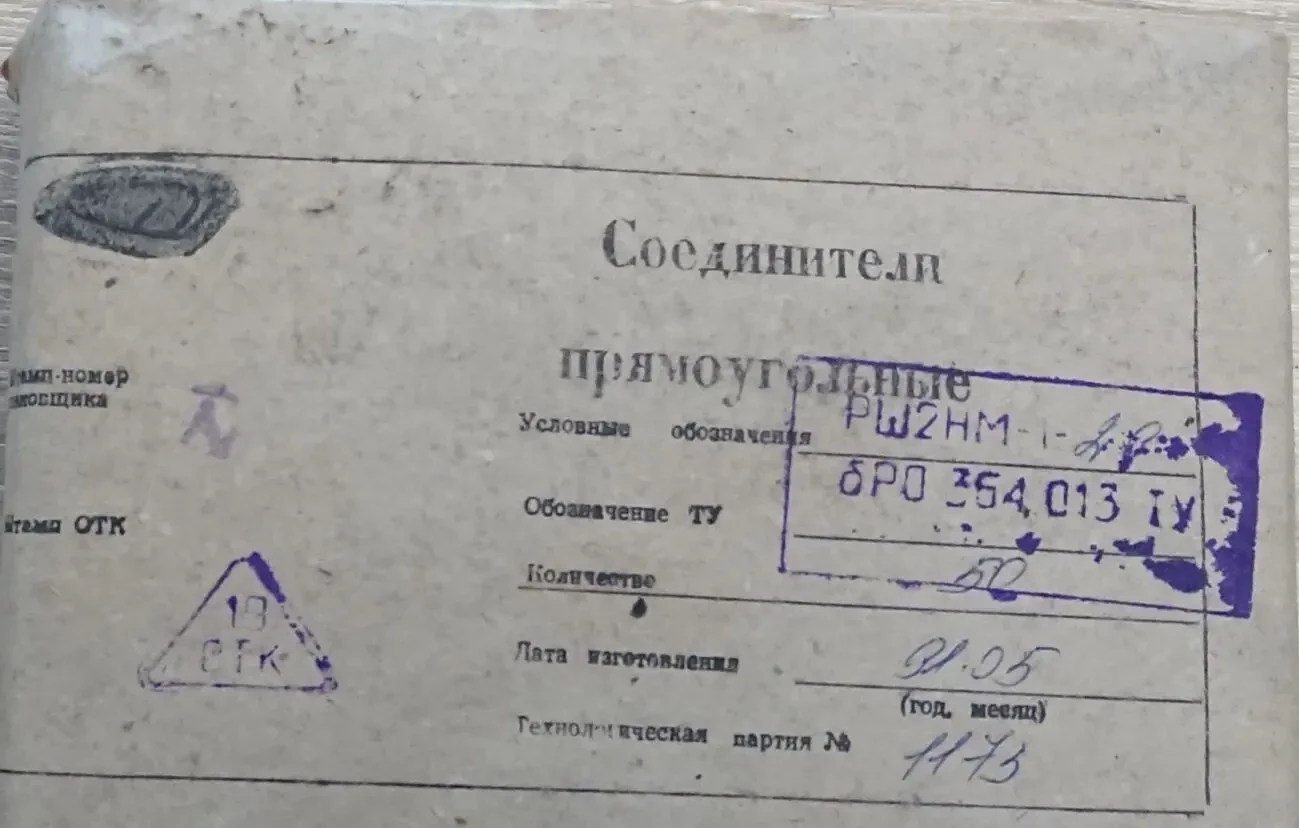 Соединители
прямоугольные
Штамп-номер
упаковщика
Условные обозначения РШ2НМ-1-
Обозначение ТУ бРО 364.013 ТУ
Количество 50
Штамп ОТК
19
ОТК
Дата изготовления 91.05
(год, месяц)
Технологическая партия № 1173